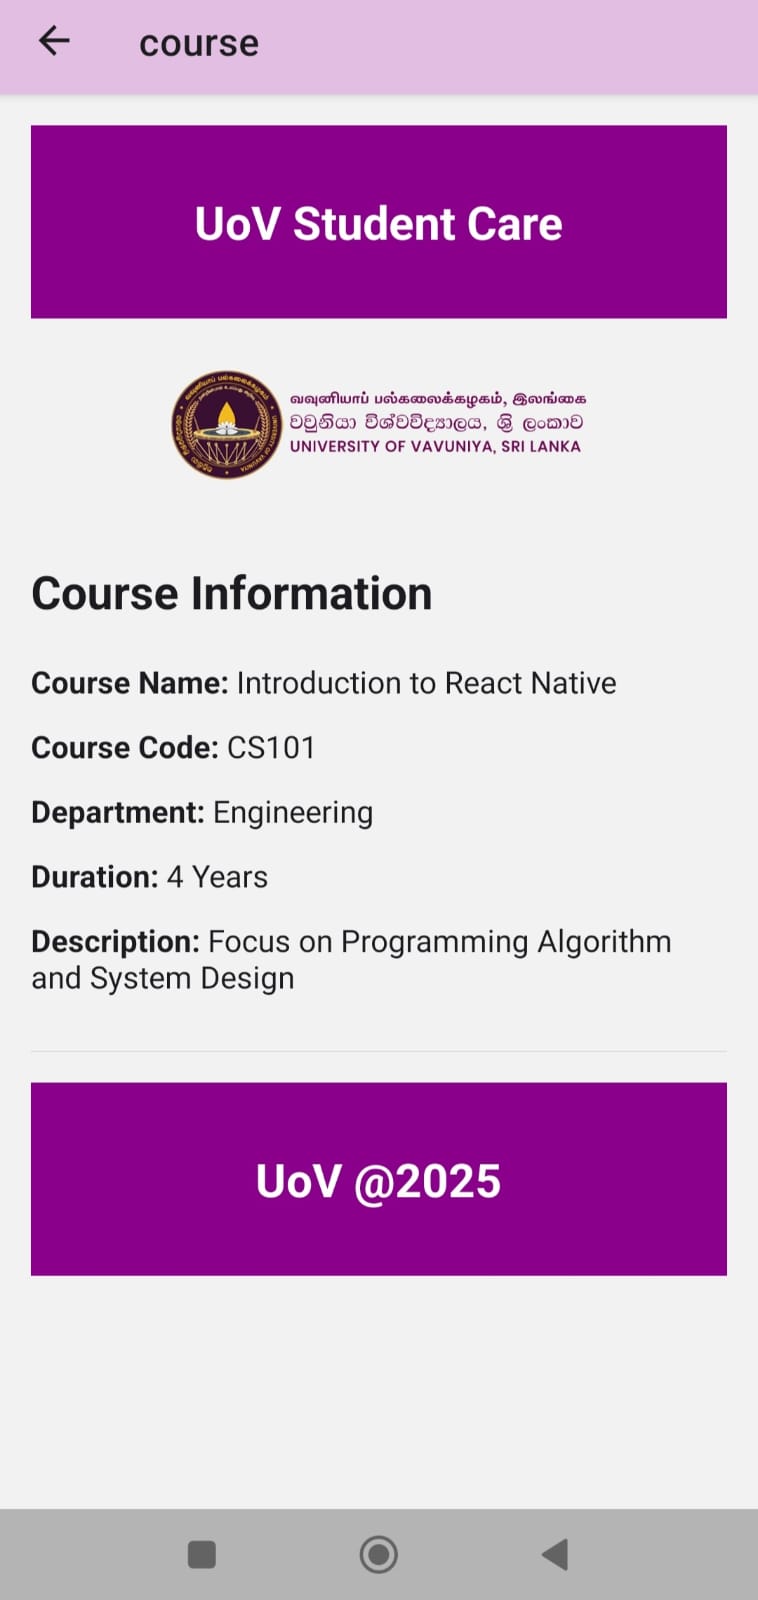 course
UoV Student Care
வவுனியாப் பல்கலைக்கழகம், இலங்கை
වවුනියා විශ්වවිද්‍යාලය, ශ්‍රී ලංකාව
UNIVERSITY OF VAVUNIYA, SRI LANKA
Course Information
Course Name: Introduction to React Native
Course Code: CS101
Department: Engineering
Duration: 4 Years
Description: Focus on Programming Algorithm
and System Design
UoV @2025